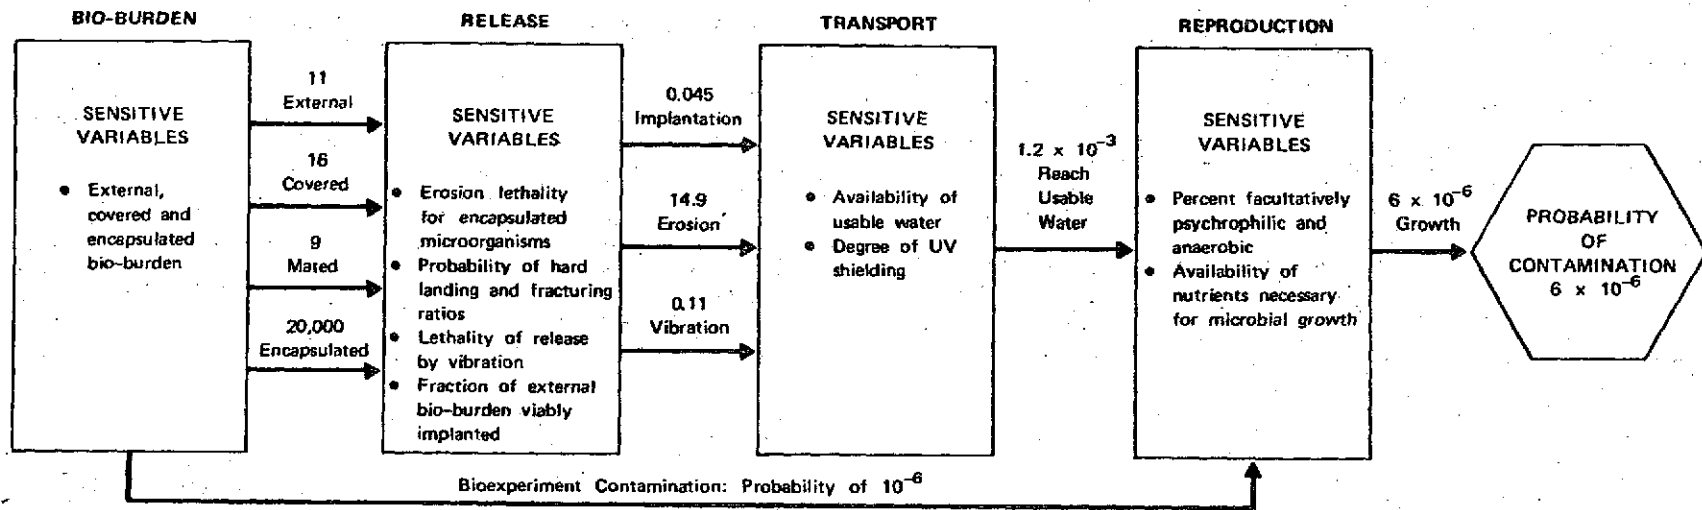 BIO-BURDEN
SENSITIVE
VARIABLES
• External,
covered and
encapsulated
bio-burden
11
External
16
Covered
9
Mated
20,000
Encapsulated
RELEASE
SENSITIVE
VARIABLES
• Erosion lethality
for encapsulated
microorganisms
• Probability of hard
landing and fracturing
ratios
• Lethality of release
by vibration
• Fraction of external
bio-burden viably
implanted
0.045
Implantation
14.9
Erosion
0.11
Vibration
TRANSPORT
SENSITIVE
VARIABLES
• Availability of
usable water
• Degree of UV
shielding
1.2 × 10⁻³
Reach
Usable
Water
REPRODUCTION
SENSITIVE
VARIABLES
• Percent facultatively
psychrophilic and
anaerobic
• Availability of
nutrients necessary
for microbial growth
6 × 10⁻⁶
Growth
PROBABILITY
OF
CONTAMINATION
6 × 10⁻⁶
Bioexperiment Contamination: Probability of 10⁻⁶